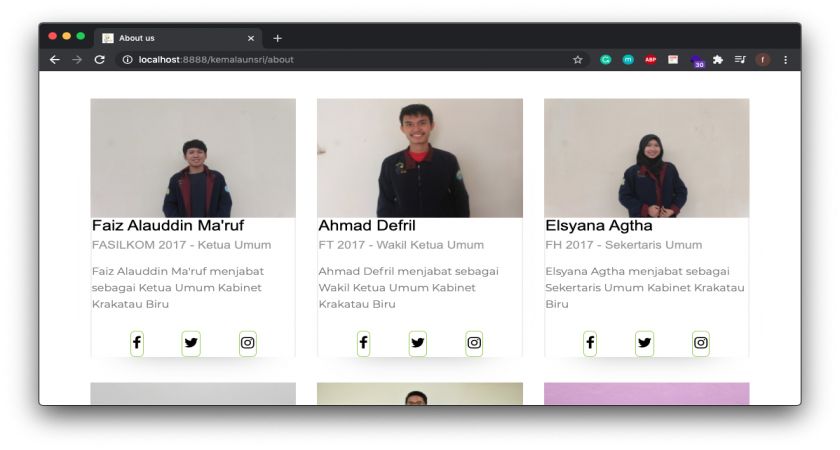 About us
localhost:8888/kemalaunsri/about
ABP
30
f
Faiz Alauddin Ma'ruf
FASILKOM 2017 - Ketua Umum
Faiz Alauddin Ma'ruf menjabat
sebagai Ketua Umum Kabinet
Krakatau Biru
Ahmad Defril
FT 2017 - Wakil Ketua Umum
Ahmad Defril menjabat sebagai
Wakil Ketua Umum Kabinet
Krakatau Biru
Elsyana Agtha
FH 2017 - Sekertaris Umum
Elsyana Agtha menjabat sebagai
Sekertaris Umum Kabinet Krakatau
Biru